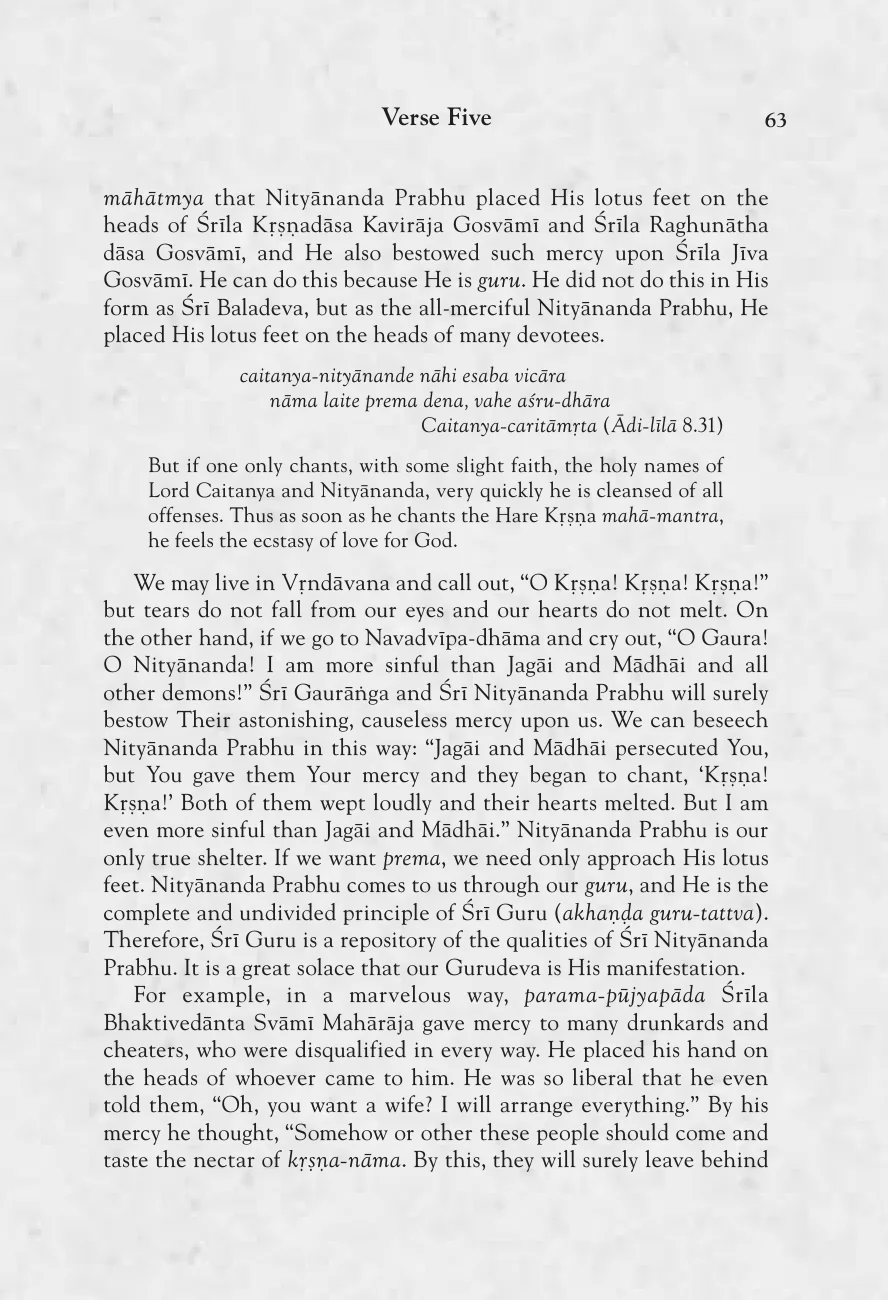 Verse Five 63
māhātmya that Nityānanda Prabhu placed His lotus feet on the
heads of Śrīla Kṛṣṇadāsa Kavirāja Gosvāmī and Śrīla Raghunātha
dāsa Gosvāmī, and He also bestowed such mercy upon Śrīla Jīva
Gosvāmī. He can do this because He is guru. He did not do this in His
form as Śrī Baladeva, but as the all-merciful Nityānanda Prabhu, He
placed His lotus feet on the heads of many devotees.
caitanya-nityānande nāhi esaba vicāra
nāma laite prema dena, vahe aśru-dhāra
Caitanya-caritāmṛta (Ādi-līlā 8.31)
But if one only chants, with some slight faith, the holy names of
Lord Caitanya and Nityānanda, very quickly he is cleansed of all
offenses. Thus as soon as he chants the Hare Kṛṣṇa mahā-mantra,
he feels the ecstasy of love for God.
We may live in Vṛndāvana and call out, “O Kṛṣṇa! Kṛṣṇa! Kṛṣṇa!”
but tears do not fall from our eyes and our hearts do not melt. On
the other hand, if we go to Navadvīpa-dhāma and cry out, “O Gaura!
O Nityānanda! I am more sinful than Jagāi and Mādhāi and all
other demons!” Śrī Gaurāṅga and Śrī Nityānanda Prabhu will surely
bestow Their astonishing, causeless mercy upon us. We can beseech
Nityānanda Prabhu in this way: “Jagāi and Mādhāi persecuted You,
but You gave them Your mercy and they began to chant, ‘Kṛṣṇa!
Kṛṣṇa!’ Both of them wept loudly and their hearts melted. But I am
even more sinful than Jagāi and Mādhāi.” Nityānanda Prabhu is our
only true shelter. If we want prema, we need only approach His lotus
feet. Nityānanda Prabhu comes to us through our guru, and He is the
complete and undivided principle of Śrī Guru (akhaṇḍa guru-tattva).
Therefore, Śrī Guru is a repository of the qualities of Śrī Nityānanda
Prabhu. It is a great solace that our Gurudeva is His manifestation.
For example, in a marvelous way, parama-pūjyapāda Śrīla
Bhaktivedānta Svāmī Mahārāja gave mercy to many drunkards and
cheaters, who were disqualified in every way. He placed his hand on
the heads of whoever came to him. He was so liberal that he even
told them, “Oh, you want a wife? I will arrange everything.” By his
mercy he thought, “Somehow or other these people should come and
taste the nectar of kṛṣṇa-nāma. By this, they will surely leave behind